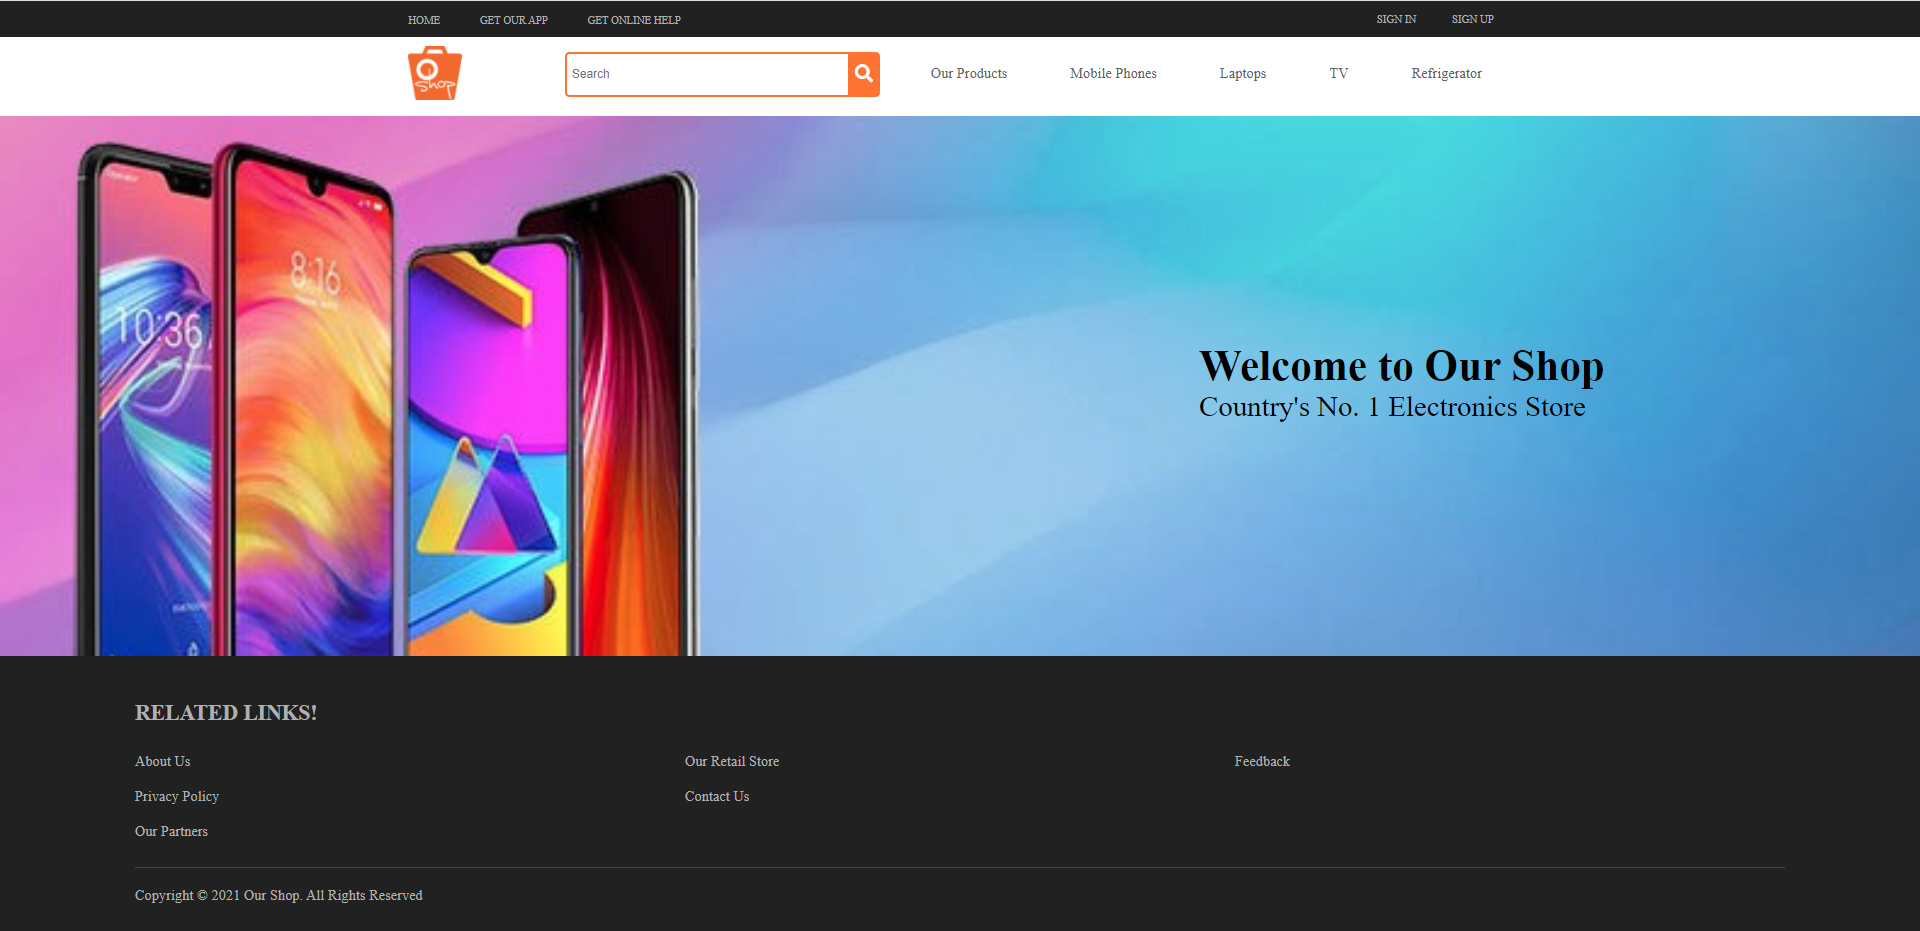 HOME GET OUR APP GET ONLINE HELP SIGN IN SIGN UP
O Shop
Search
Our Products Mobile Phones Laptops TV Refrigerator
8:16
10:36
Welcome to Our Shop
Country's No. 1 Electronics Store
RELATED LINKS!
About Us Our Retail Store Feedback
Privacy Policy Contact Us
Our Partners
Copyright © 2021 Our Shop. All Rights Reserved